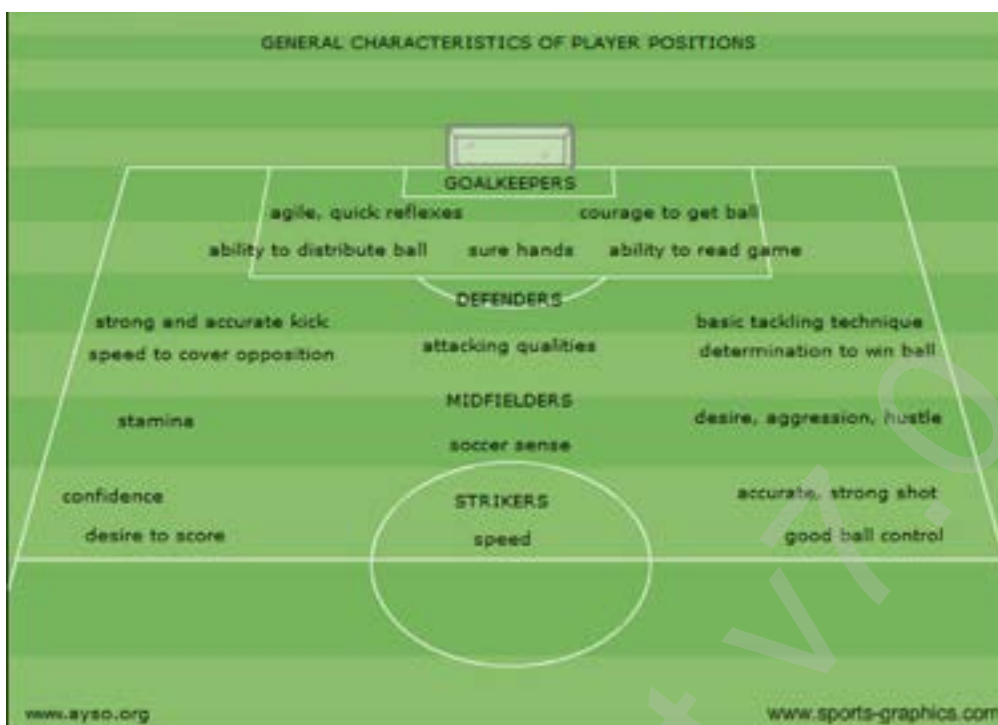 GENERAL CHARACTERISTICS OF PLAYER POSITIONS
GOALKEEPERS
agile, quick reflexes courage to get ball
ability to distribute ball sure hands ability to read game
DEFENDERS
strong and accurate kick basic tackling technique
speed to cover opposition attacking qualities determination to win ball
MIDFIELDERS
stamina desire, aggression, hustle
soccer sense
confidence STRIKERS accurate, strong shot
desire to score speed good ball control
www.ayso.org www.sports-graphics.com
t v7.0